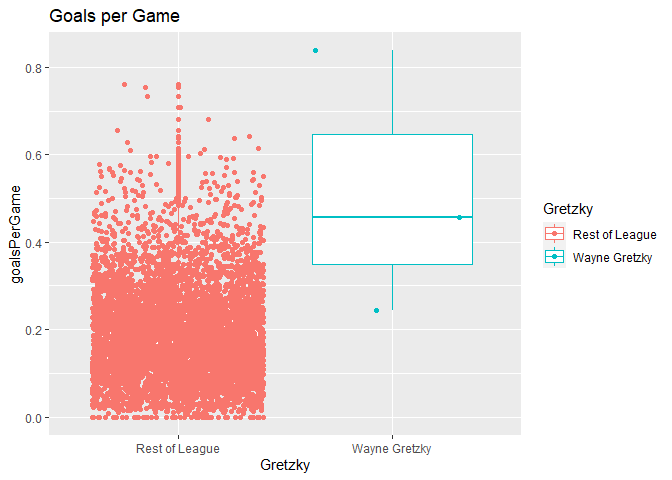 Goals per Game
goalsPerGame
0.8
0.6
0.4
0.2
0.0
Rest of League
Wayne Gretzky
Gretzky
Gretzky
Rest of League
Wayne Gretzky